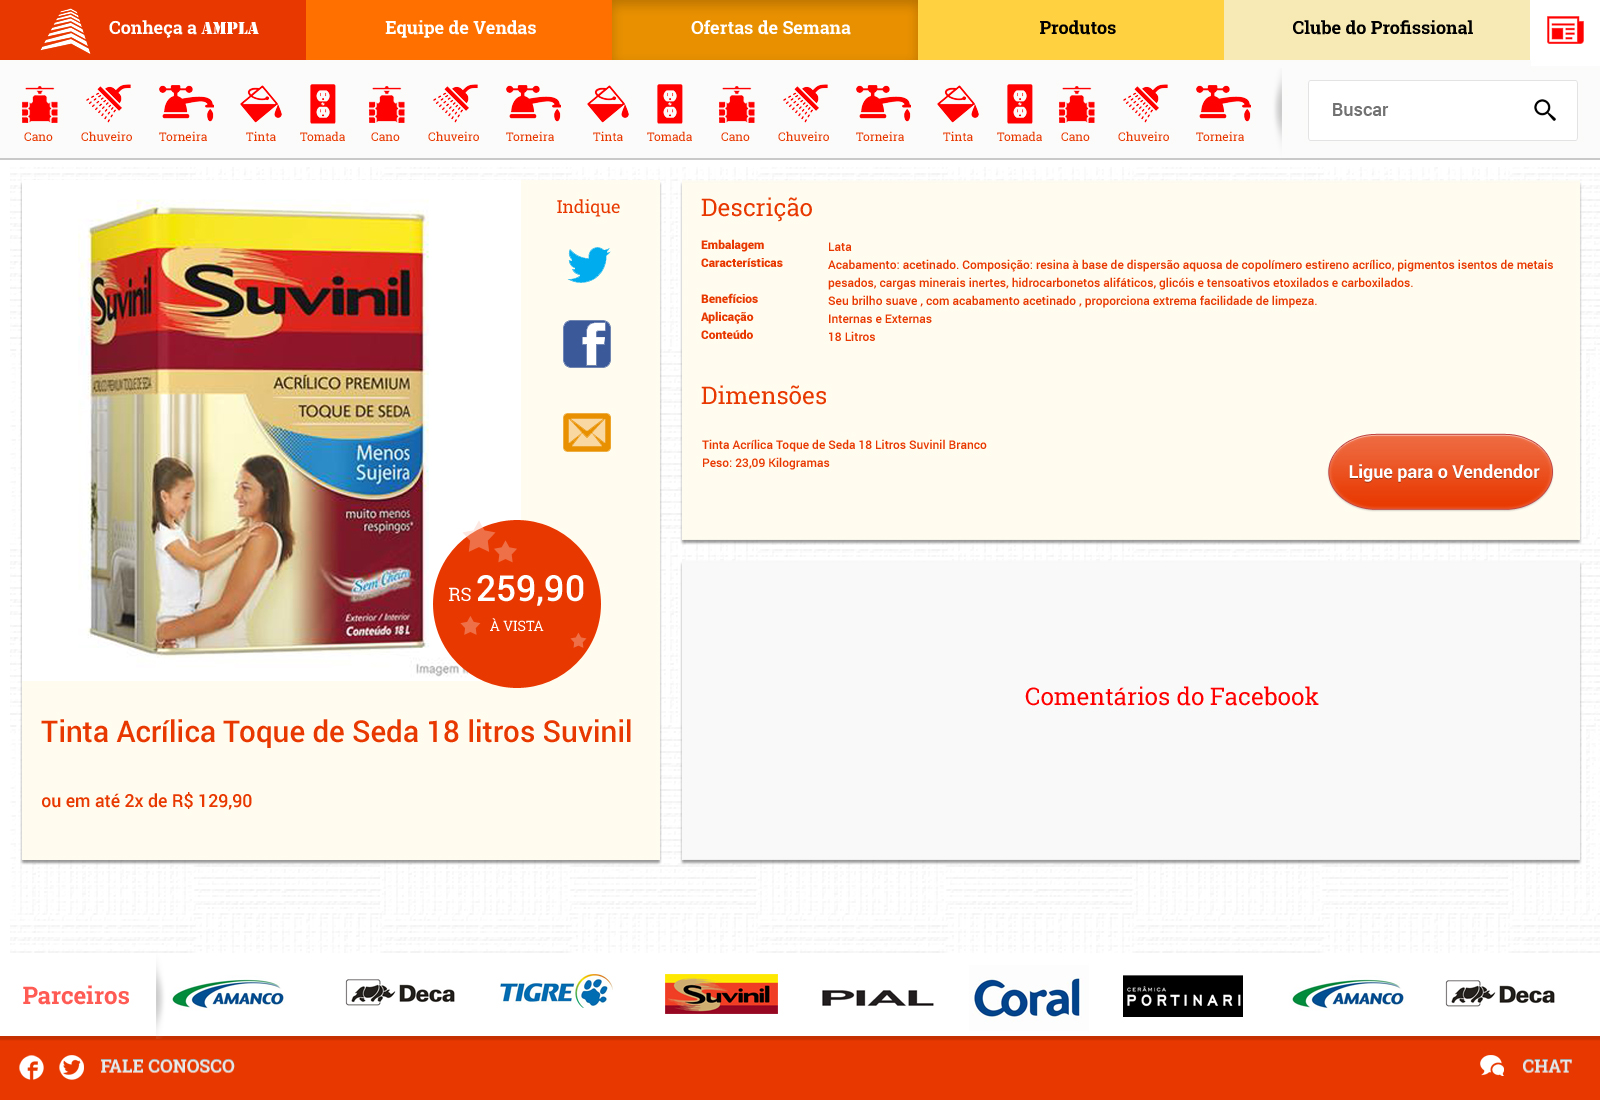 Conheça a AMPLA
Equipe de Vendas
Ofertas de Semana
Produtos
Clube do Profissional
Cano
Chuveiro
Torneira
Tinta
Tomada
Cano
Chuveiro
Torneira
Tinta
Tomada
Cano
Chuveiro
Torneira
Tinta
Tomada
Cano
Chuveiro
Torneira
Buscar
Suvinil
Suvinil
ACRÍLICO PREMIUM TOQUE DE SEDA
ACRÍLICO PREMIUM
TOQUE DE SEDA
Menos
Sujeira
muito menos
respingos*
Sem Cheiro
Exterior / Interior
Conteúdo 18 L
Imagem
Indique
R$ 259,90
À VISTA
Tinta Acrílica Toque de Seda 18 litros Suvinil
ou em até 2x de R$ 129,90
Descrição
Embalagem Lata
Características Acabamento: acetinado. Composição: resina à base de dispersão aquosa de copolímero estireno acrílico, pigmentos isentos de metais
pesados, cargas minerais inertes, hidrocarbonetos alifáticos, glicóis e tensoativos etoxilados e carboxilados.
Benefícios Seu brilho suave , com acabamento acetinado , proporciona extrema facilidade de limpeza.
Aplicação Internas e Externas
Conteúdo 18 Litros
Dimensões
Tinta Acrílica Toque de Seda 18 Litros Suvinil Branco
Peso: 23,09 Kilogramas
Ligue para o Vendendor
Comentários do Facebook
Parceiros
AMANCO
Deca
TIGRE
Suvinil
PIAL
Coral
CERÂMICA
PORTINARI
AMANCO
Deca
FALE CONOSCO
CHAT